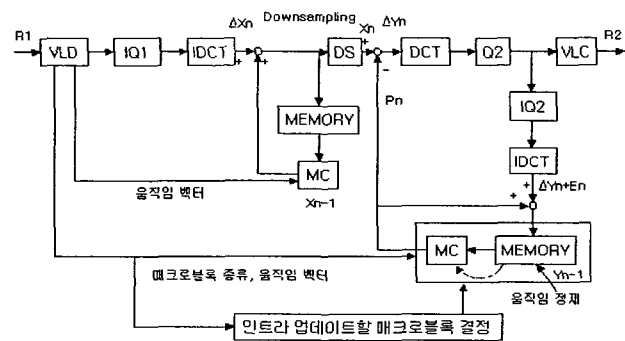 Downsampling
R1 VLD IQ1 IDCT + ΔXn + DS Xn + ΔYn − DCT Q2 VLC R2
Pn
MEMORY
IQ2
MC
Xn-1
IDCT
움직임 벡터
+ ΔYn+En
+
MC MEMORY
Yn-1
매크로블록 종류, 움직임 벡터
움직임 정제
인트라 업데이트할 매크로블록 결정